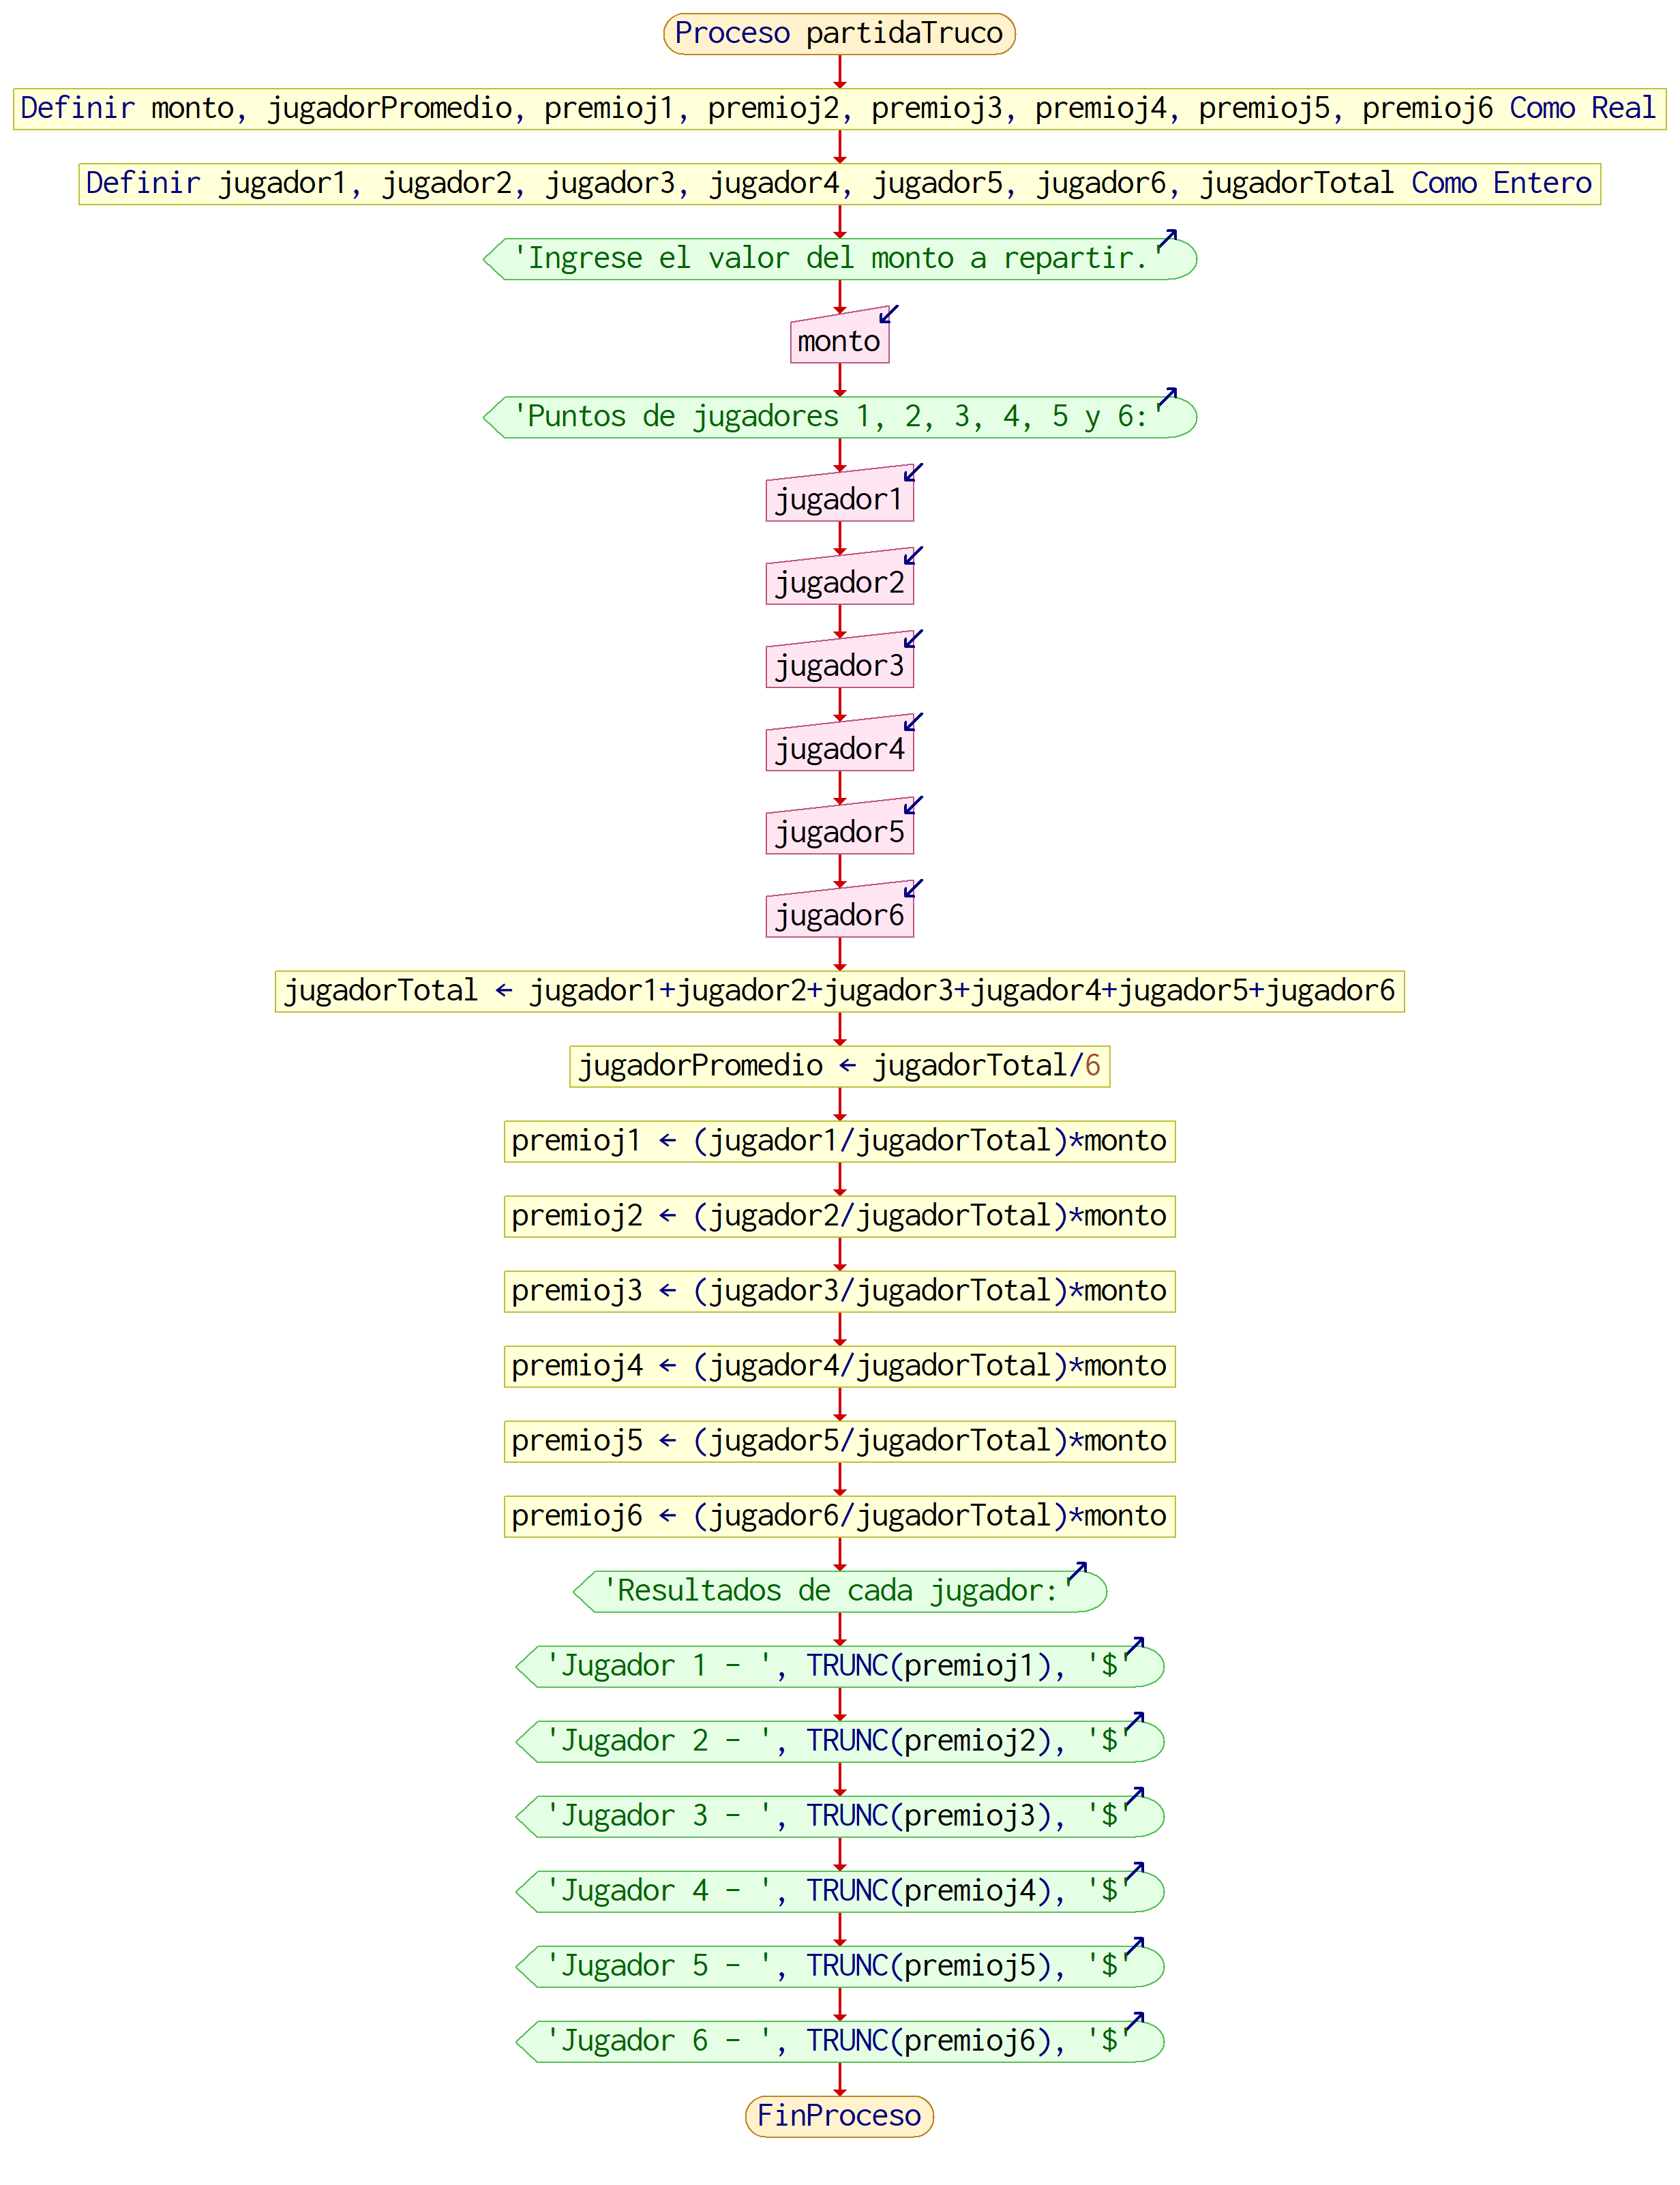 Proceso partidaTruco
Definir monto, jugadorPromedio, premioj1, premioj2, premioj3, premioj4, premioj5, premioj6 Como Real
Definir jugador1, jugador2, jugador3, jugador4, jugador5, jugador6, jugadorTotal Como Entero
'Ingrese el valor del monto a repartir.'
monto
'Puntos de jugadores 1, 2, 3, 4, 5 y 6:'
jugador1
jugador2
jugador3
jugador4
jugador5
jugador6
jugadorTotal ← jugador1+jugador2+jugador3+jugador4+jugador5+jugador6
jugadorPromedio ← jugadorTotal/6
premioj1 ← (jugador1/jugadorTotal)*monto
premioj2 ← (jugador2/jugadorTotal)*monto
premioj3 ← (jugador3/jugadorTotal)*monto
premioj4 ← (jugador4/jugadorTotal)*monto
premioj5 ← (jugador5/jugadorTotal)*monto
premioj6 ← (jugador6/jugadorTotal)*monto
'Resultados de cada jugador:'
'Jugador 1 - ', TRUNC(premioj1), '$'
'Jugador 2 - ', TRUNC(premioj2), '$'
'Jugador 3 - ', TRUNC(premioj3), '$'
'Jugador 4 - ', TRUNC(premioj4), '$'
'Jugador 5 - ', TRUNC(premioj5), '$'
'Jugador 6 - ', TRUNC(premioj6), '$'
FinProceso